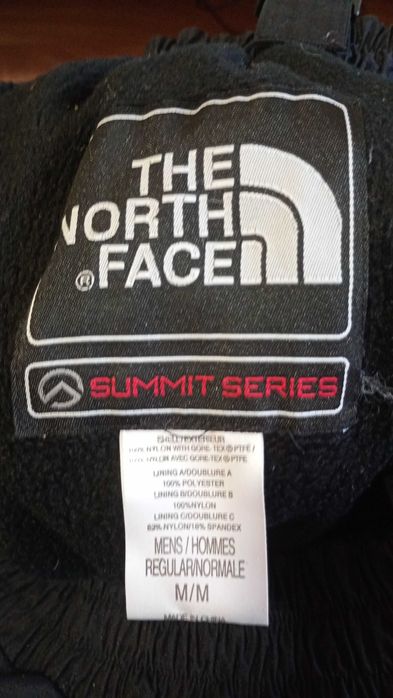 THE
NORTH
FACE
®
SUMMIT SERIES
SHELL/EXTERIEUR
100% NYLON WITH GORE-TEX®PTFE/
NYLON AVEC GORE-TEX®PTFE
LINING A/DOUBLURE A
100% POLYESTER
LINING B/DOUBLURE B
100%NYLON
LINING C/DOUBLURE C
82%NYLON/18% SPANDEX
MENS / HOMMES
REGULAR/NORMALE
M/M
MADE IN CHINA